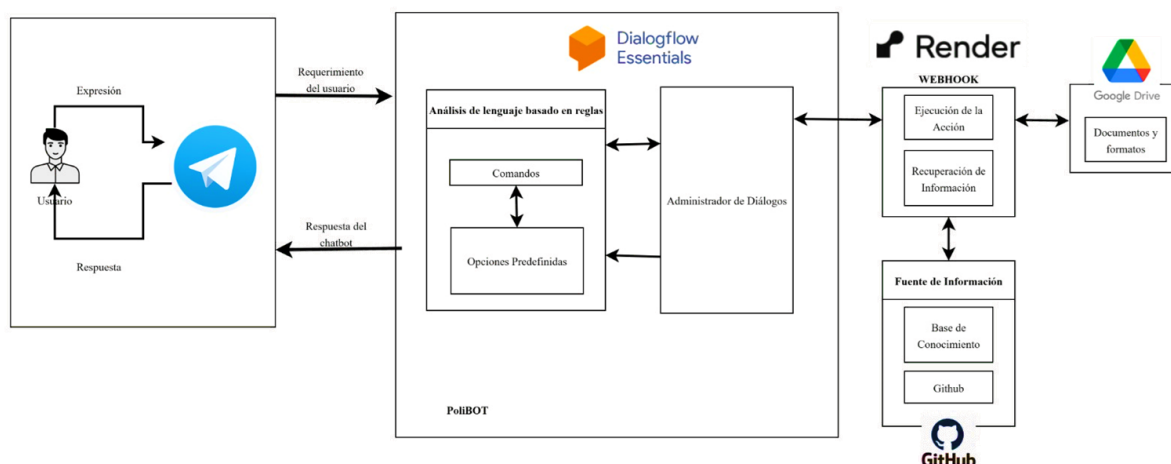 Expresión
Usuario
Respuesta
Requerimiento
del usuario
Respuesta del
chatbot
Dialogflow
Essentials
Análisis de lenguaje basado en reglas
Comandos
Opciones Predefinidas
Administrador de Diálogos
PoliBOT
Render
WEBHOOK
Ejecución de la
Acción
Recuperación de
Información
Google Drive
Documentos y
formatos
Fuente de Información
Base de
Conocimiento
Github
GitHub